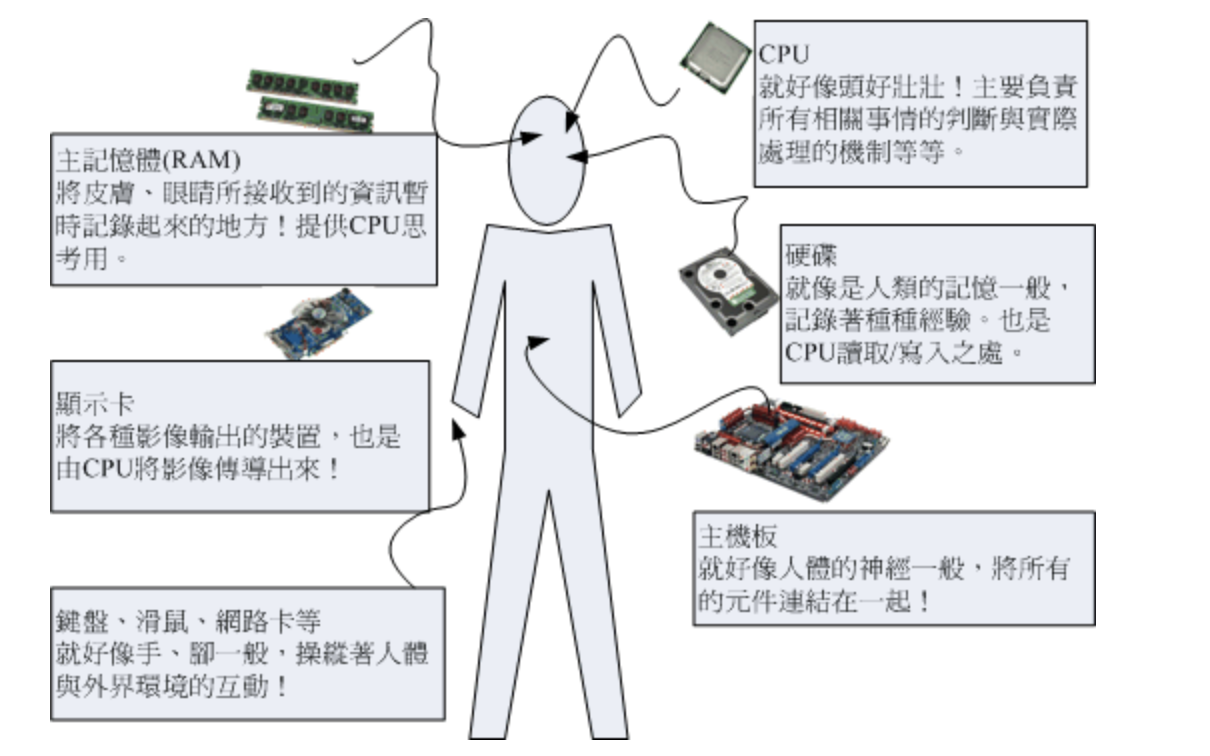 主記憶體(RAM)
將皮膚、眼睛所接收到的資訊暫
時記錄起來的地方！提供CPU思
考用。
顯示卡
將各種影像輸出的裝置，也是
由CPU將影像傳導出來！
鍵盤、滑鼠、網路卡等
就好像手、腳一般，操縱著人體
與外界環境的互動！
CPU
就好像頭好壯壯！主要負責
所有相關事情的判斷與實際
處理的機制等等。
硬碟
就像是人類的記憶一般，
記錄著種種經驗。也是
CPU讀取/寫入之處。
主機板
就好像人體的神經一般，將所有
的元件連結在一起！